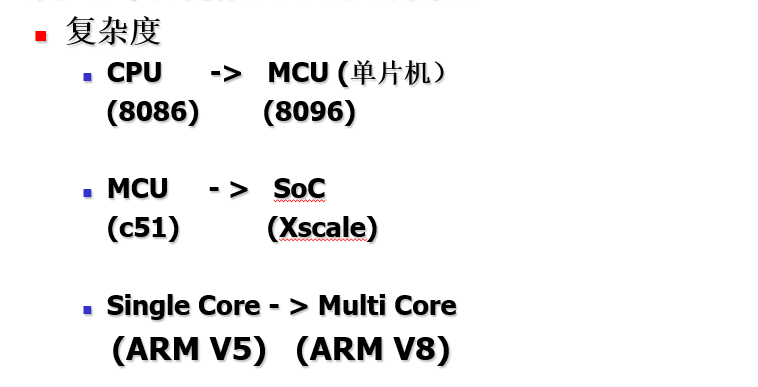 复杂度
CPU -> MCU (单片机）
(8086) (8096)
MCU - > SoC
(c51) (Xscale)
Single Core - > Multi Core
(ARM V5) (ARM V8)